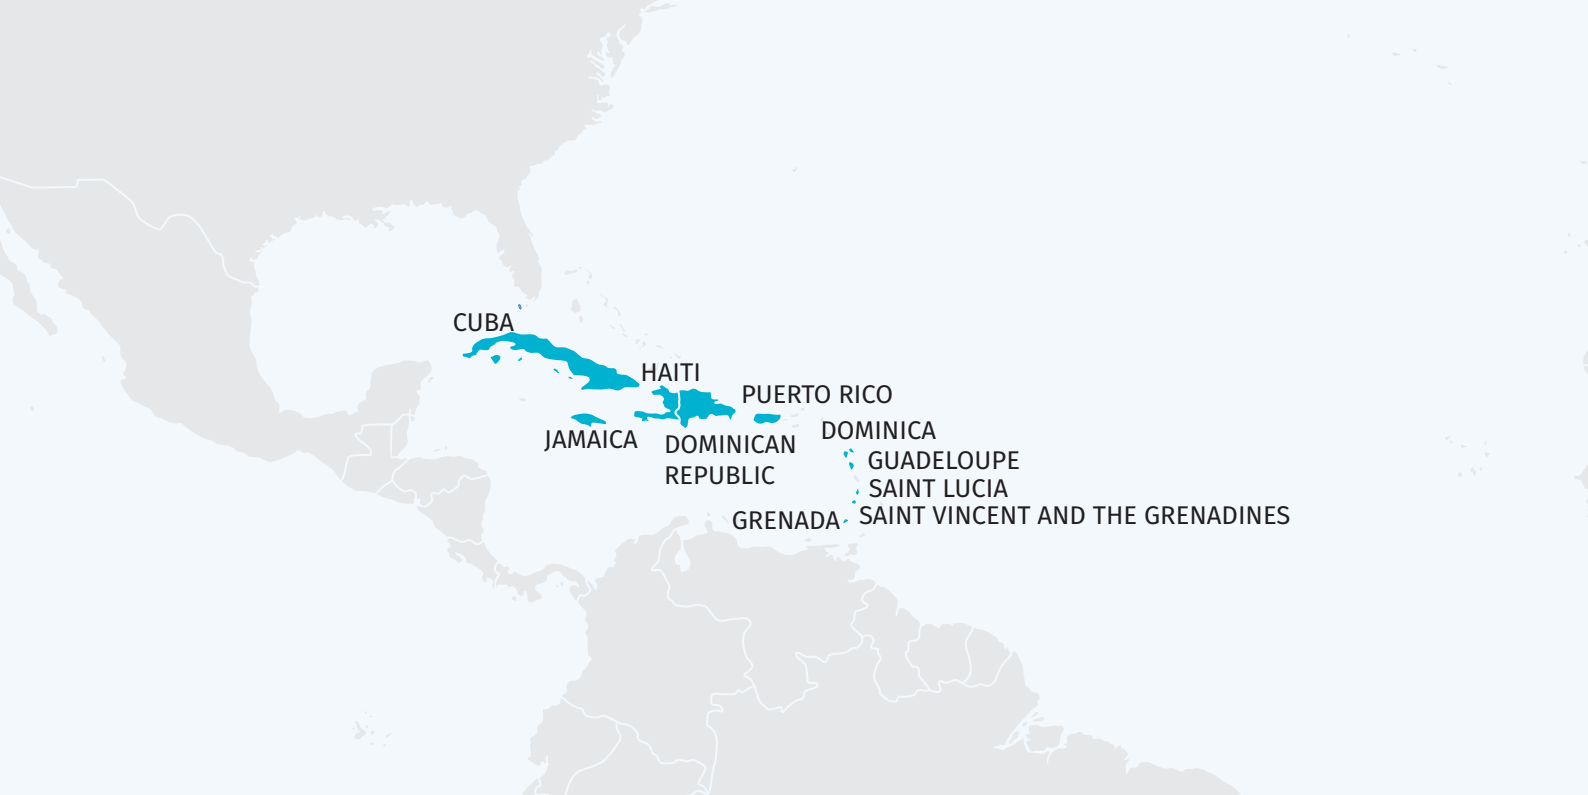 CUBA
HAITI
PUERTO RICO
JAMAICA
DOMINICAN
REPUBLIC
DOMINICA
GUADELOUPE
SAINT LUCIA
SAINT VINCENT AND THE GRENADINES
GRENADA